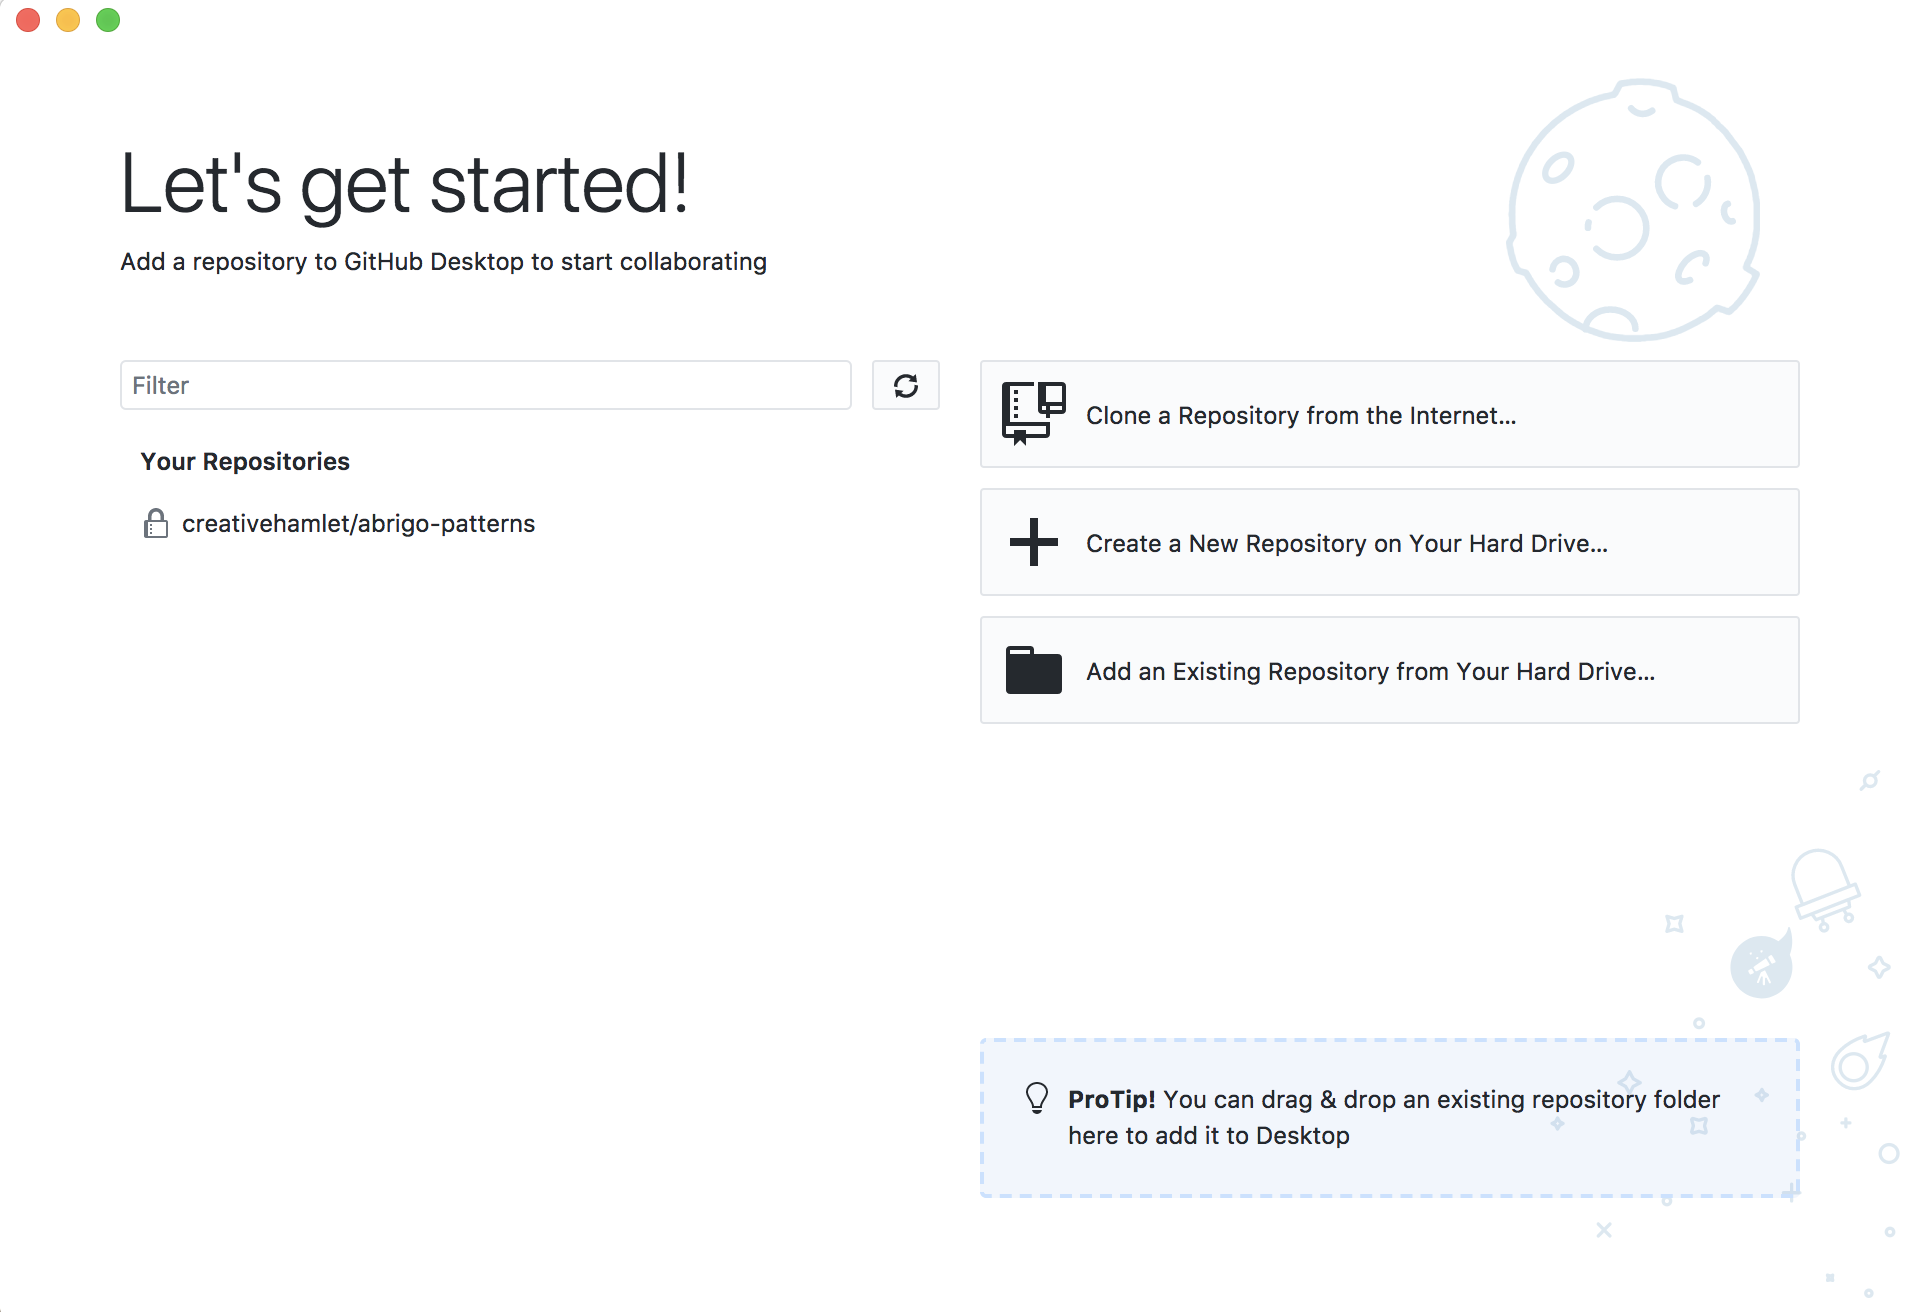 Let's get started!
Add a repository to GitHub Desktop to start collaborating
Filter
Your Repositories
creativehamlet/abrigo-patterns
Clone a Repository from the Internet...
Create a New Repository on Your Hard Drive...
Add an Existing Repository from Your Hard Drive...
ProTip! You can drag & drop an existing repository folder
here to add it to Desktop